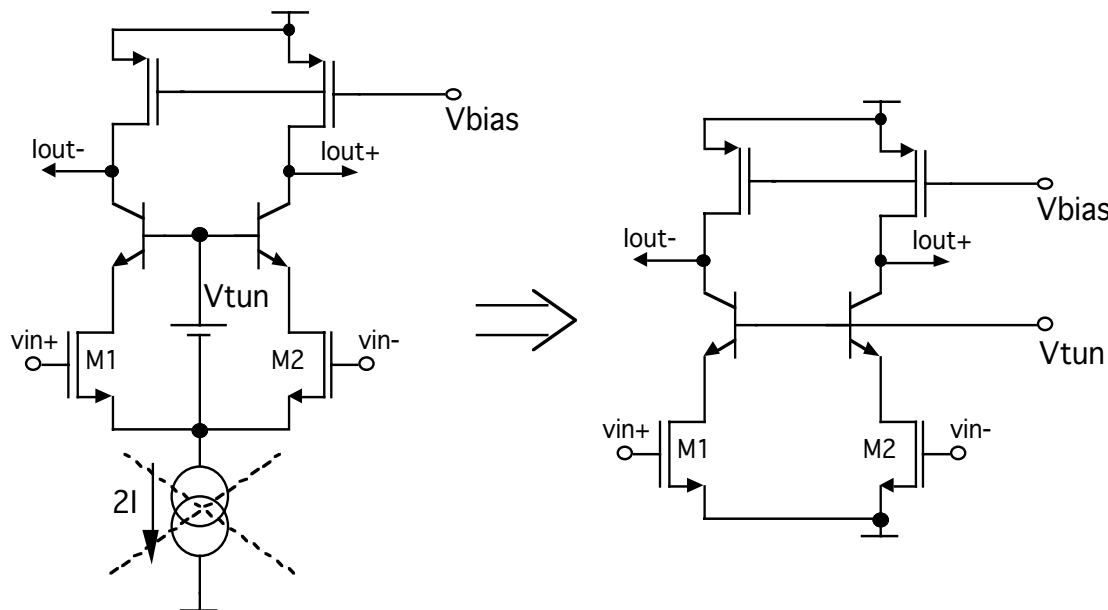 Vbias
Iout-
Iout+
Vtun
vin+
M1
M2
vin-
2I
Vbias
Iout-
Iout+
Vtun
vin+
M1
M2
vin-